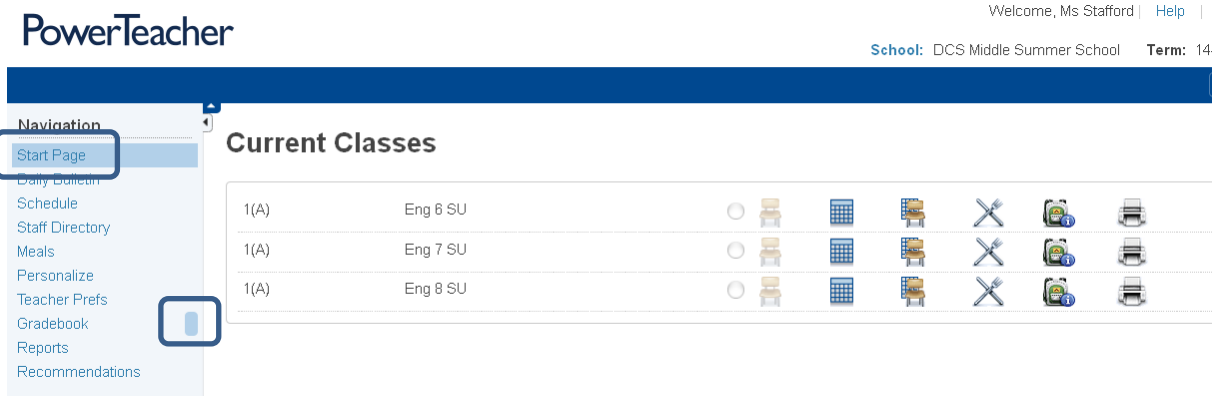 Welcome, Ms Stafford | Help |
PowerTeacher
School: DCS Middle Summer School Term: 14
Navigation
Start Page
Daily Bulletin
Schedule
Staff Directory
Meals
Personalize
Teacher Prefs
Gradebook
Reports
Recommendations
Current Classes
1(A) Eng 6 SU
1(A) Eng 7 SU
1(A) Eng 8 SU